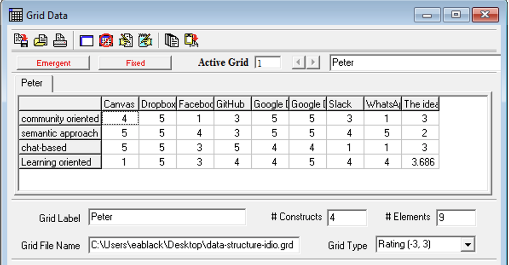 Grid Data
Emergent Fixed Active Grid 1 Peter
Peter
Canvas Dropbox Faceboo GitHub Google D Google D Slack WhatsAp The idea
community oriented 4 5 1 3 5 5 3 1 3
semantic approach 5 5 4 3 5 5 4 5 2
chat-based 5 5 3 5 4 4 1 1 3
Learning oriented 1 5 3 4 4 5 4 4 3.686
Grid Label Peter # Constructs 4 # Elements 9
Grid File Name C:\Users\eablack\Desktop\data-structure-idio.grd Grid Type Rating (-3, 3)